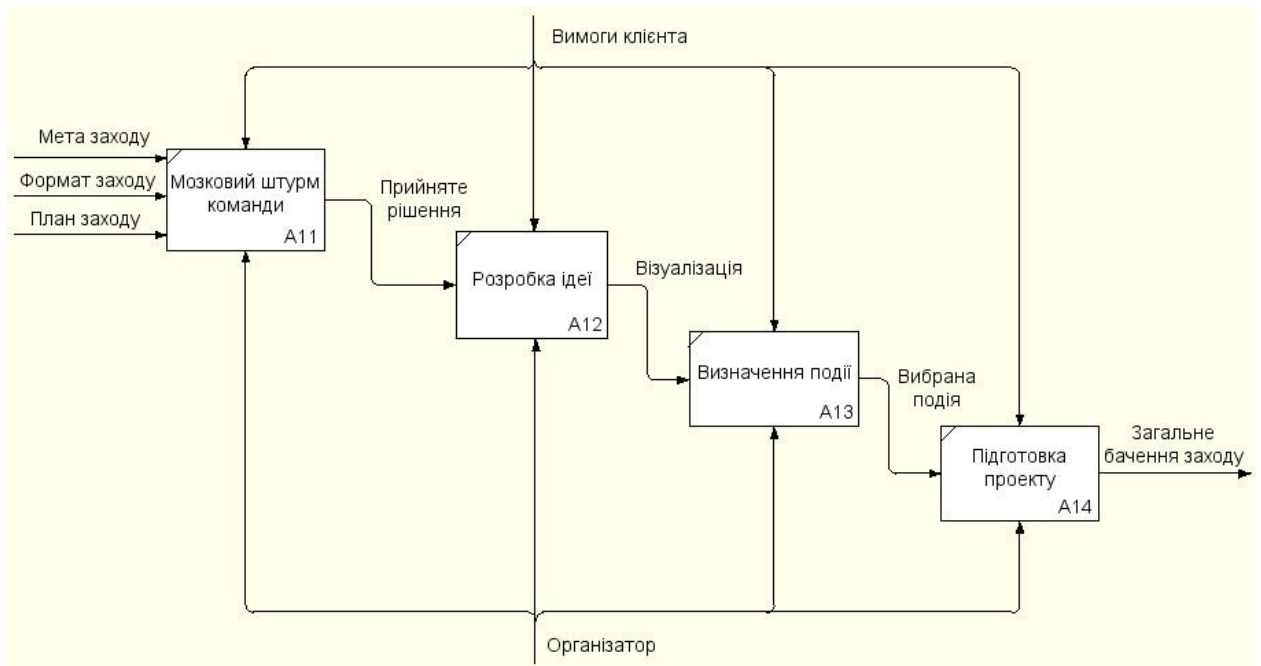 Вимоги клієнта
Мета заходу
Формат заходу
План заходу
Мозковий штурм
команди
A11
Прийняте
рішення
Розробка ідеї
A12
Візуалізація
Визначення події
A13
Вибрана
подія
Підготовка
проекту
A14
Загальне
бачення заходу
Організатор